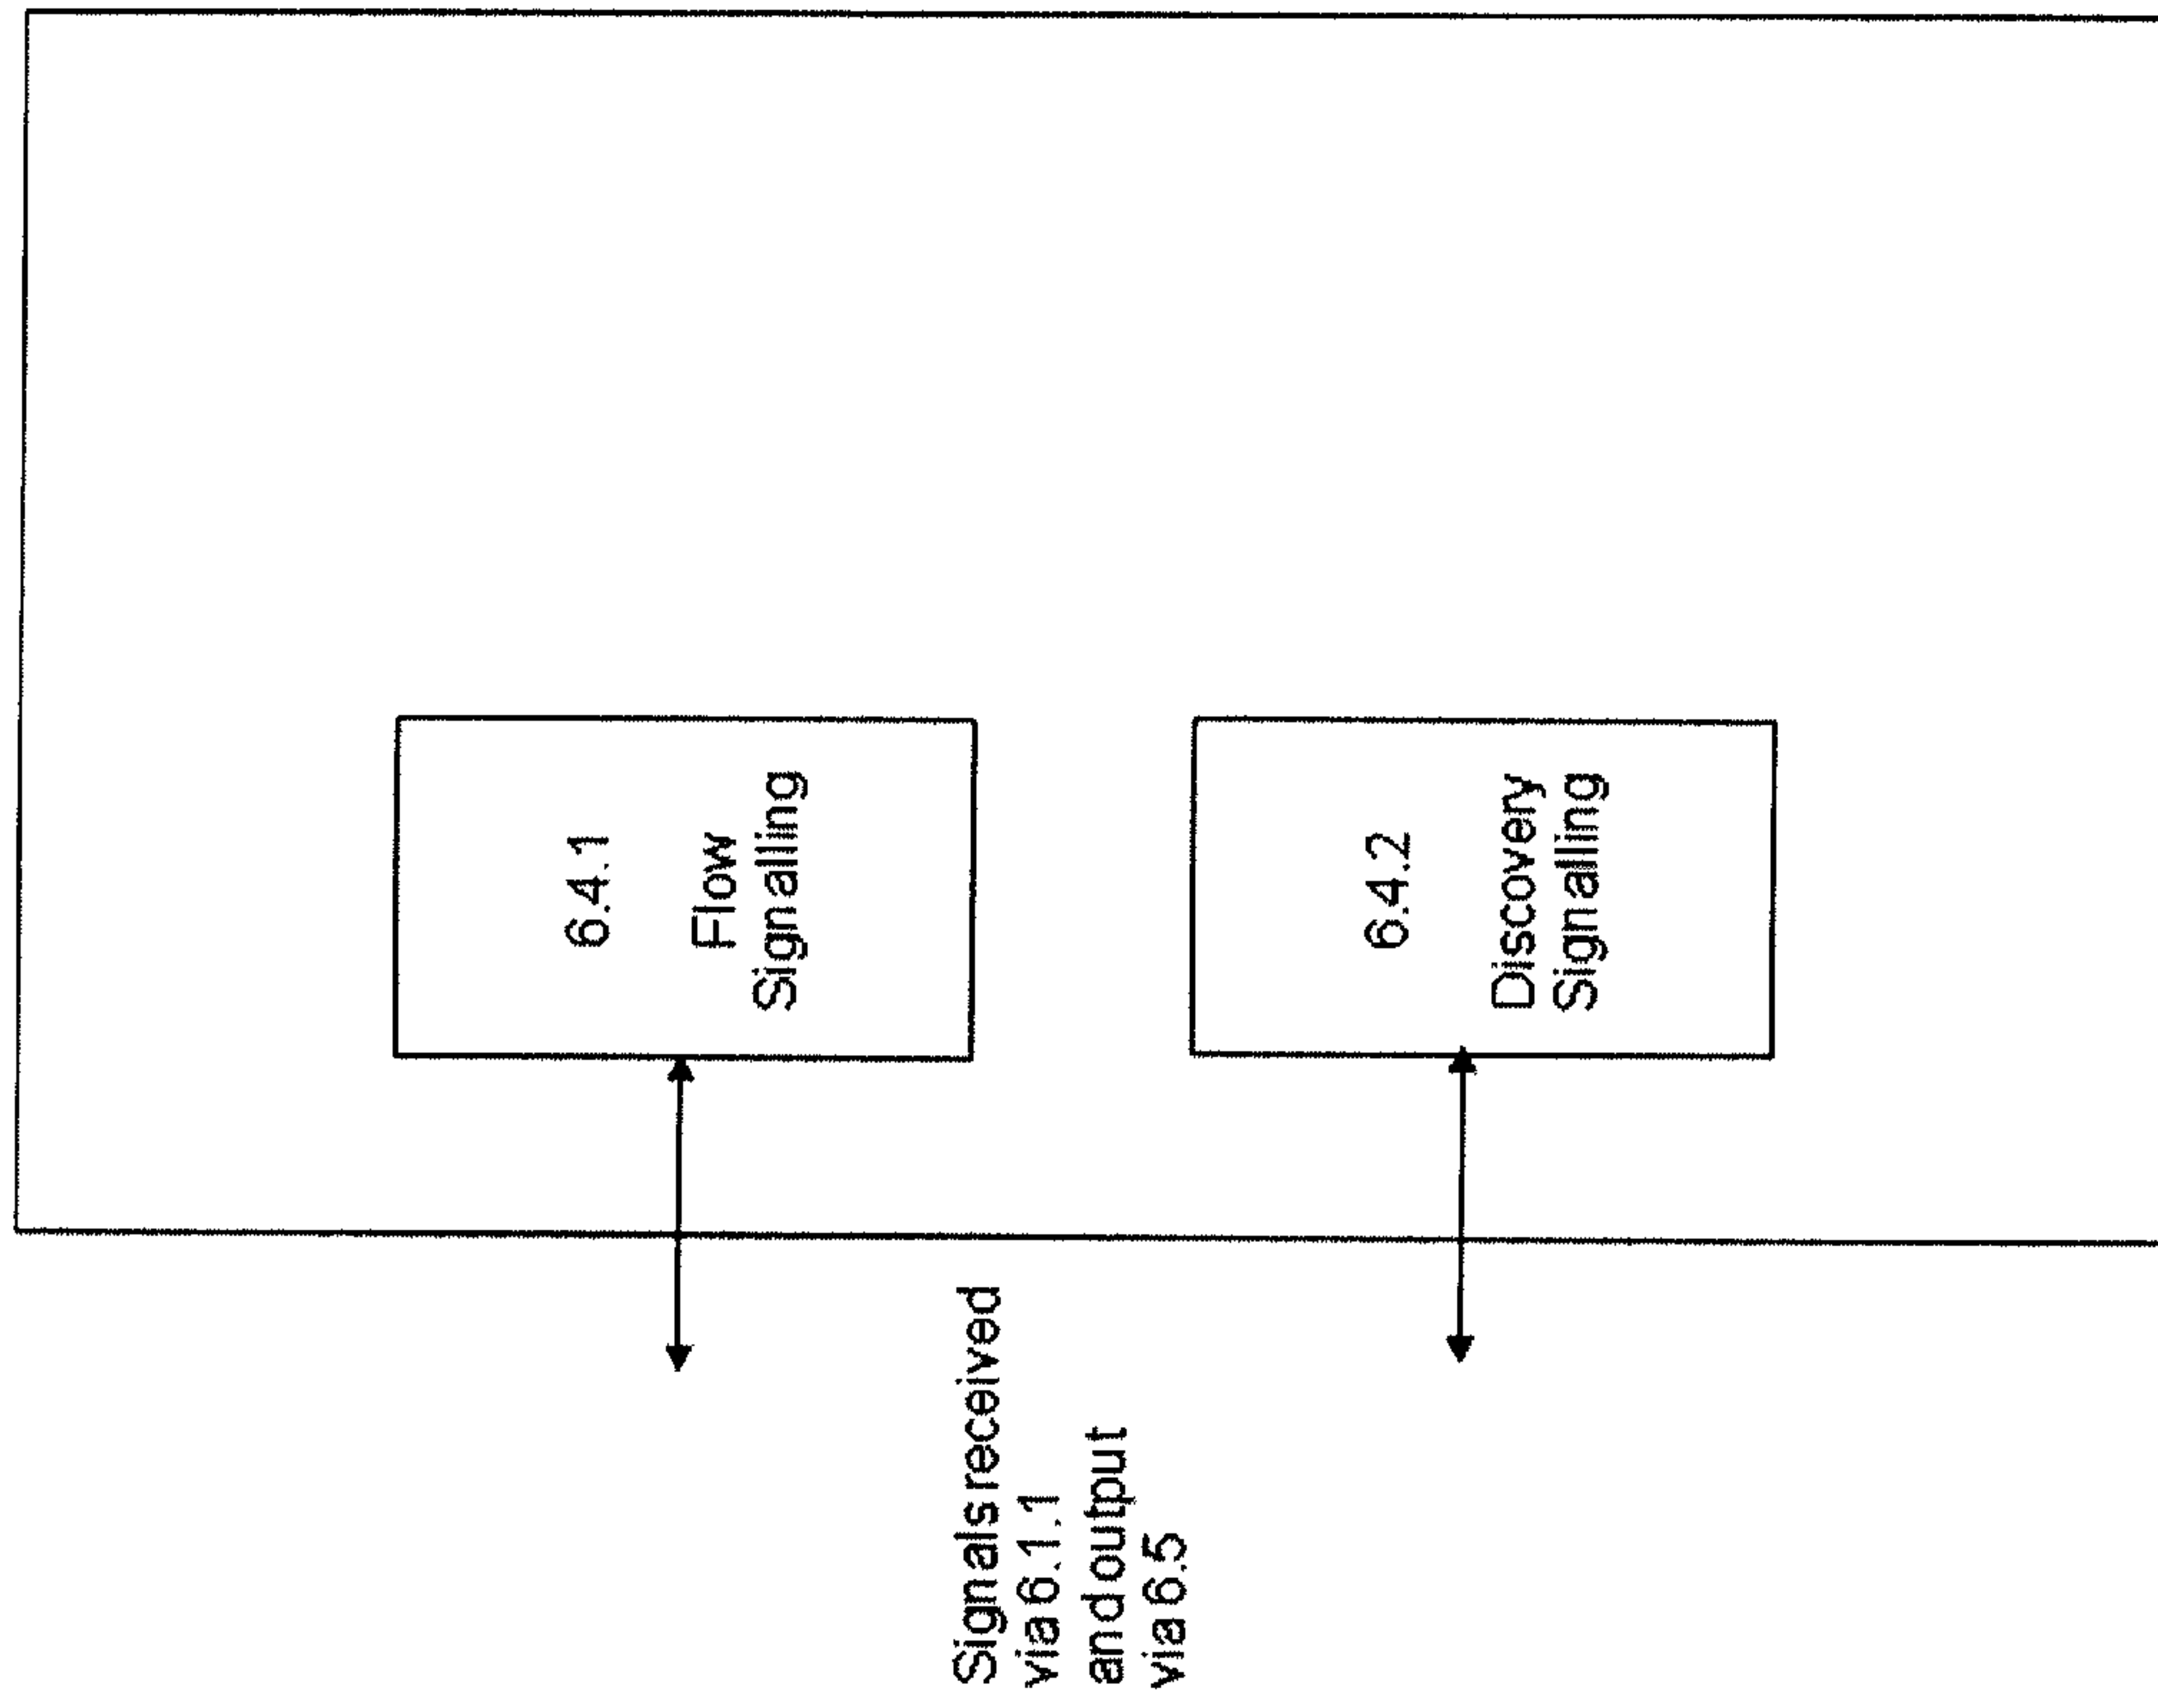 6.4.1
Flow
Signalling
6.4.2
Discovery
Signalling
Signals received
via 6.1.1
and output
via 6.5